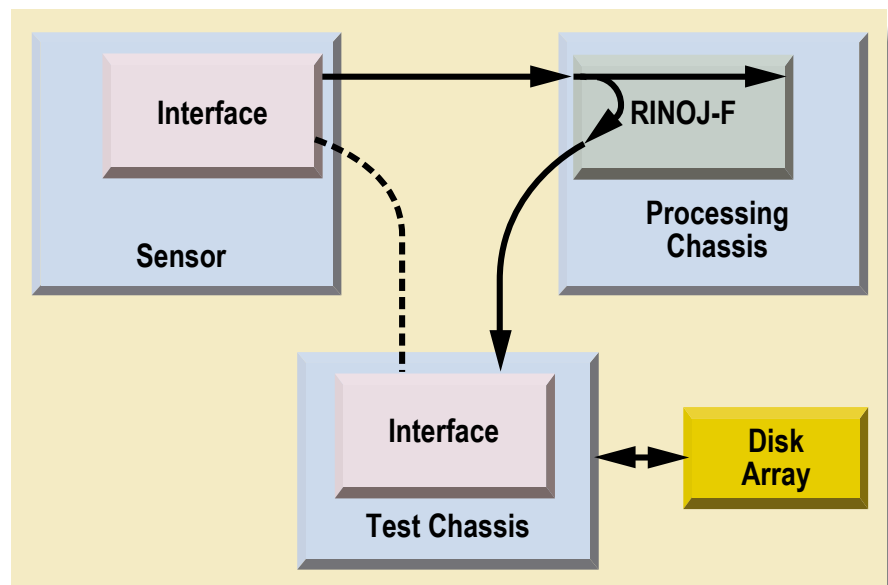 Interface
Sensor
RINOJ-F
Processing
Chassis
Interface
Test Chassis
Disk
Array